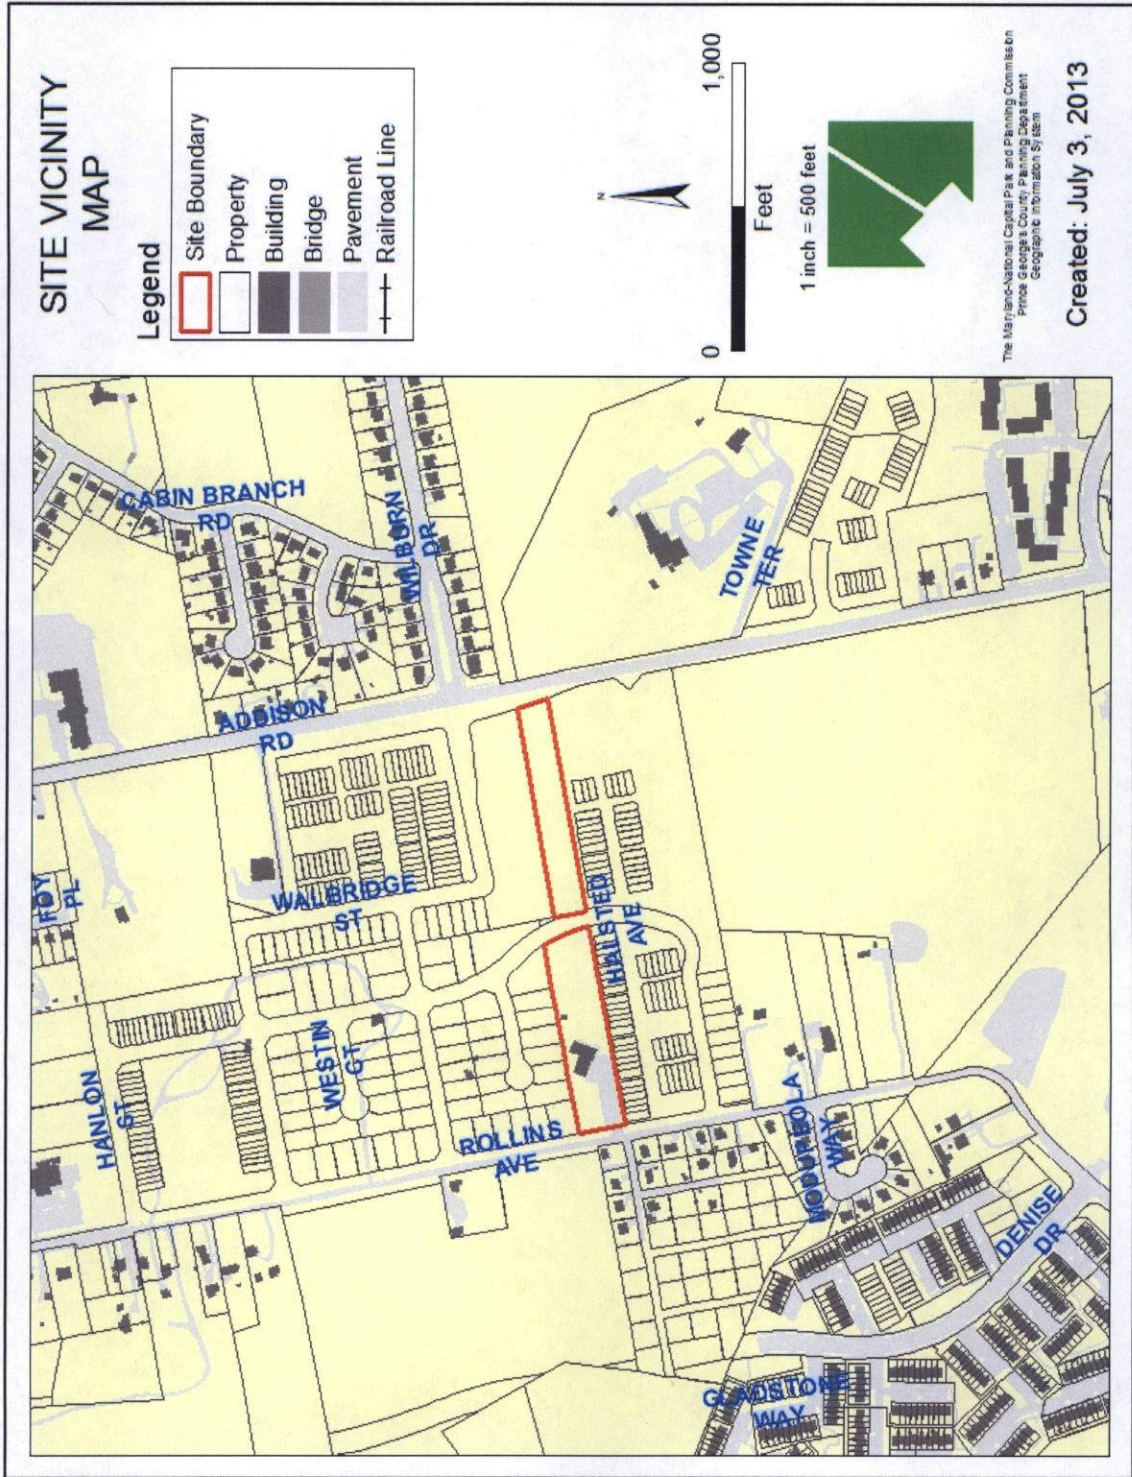 SITE VICINITY
MAP
Legend
Site Boundary
Property
Building
Bridge
Pavement
Railroad Line
N
0
1,000
Feet
1 inch = 500 feet
The Maryland-National Capital Park and Planning Commission
Prince George's County Planning Department
Geographic Information System
Created: July 3, 2013
CABIN BRANCH
RD
WILBURN
DR
TOWNE
TER
ADDISON
RD
FOY
PL
WALBRIDGE
ST
HALSTED
AVE
HANLON
ST
WESTIN
CT
ROLLINS
AVE
MODUPEOLA
WAY
DENISE
DR
GLADSTONE
WAY